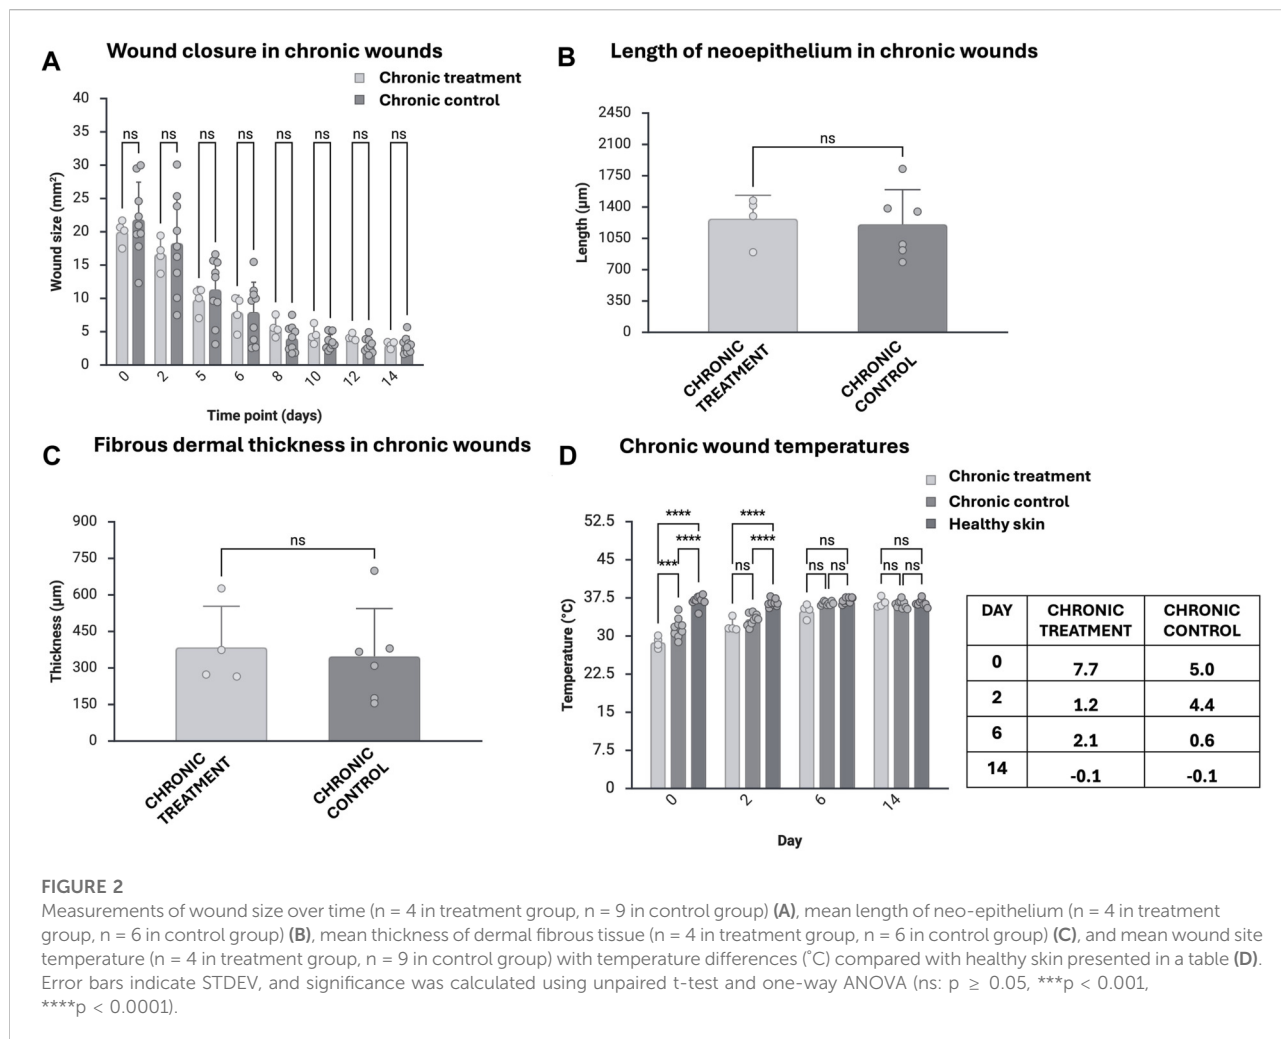 A
Wound closure in chronic wounds
Chronic treatment
Chronic control
Wound size (mm²)
40
35
30
25
20
15
10
5
0
ns
ns
ns
ns
ns
ns
ns
ns
0
2
5
6
8
10
12
14
Time point (days)
B
Length of neoepithelium in chronic wounds
Length (µm)
2450
2100
1750
1400
1050
700
350
0
ns
CHRONIC
TREATMENT
CHRONIC
CONTROL
C
Fibrous dermal thickness in chronic wounds
Thickness (µm)
900
750
600
450
300
150
0
ns
CHRONIC
TREATMENT
CHRONIC
CONTROL
D
Chronic wound temperatures
Chronic treatment
Chronic control
Healthy skin
Temperature (°C)
52.5
45
37.5
30
22.5
15
7.5
0
****
****
***
****
****
ns
ns
ns
ns
ns
ns
ns
0
2
6
14
Day
DAY
CHRONIC
TREATMENT
CHRONIC
CONTROL
0
7.7
5.0
2
1.2
4.4
6
2.1
0.6
14
-0.1
-0.1
FIGURE 2
Measurements of wound size over time (n = 4 in treatment group, n = 9 in control group) (A), mean length of neo-epithelium (n = 4 in treatment
group, n = 6 in control group) (B), mean thickness of dermal fibrous tissue (n = 4 in treatment group, n = 6 in control group) (C), and mean wound site
temperature (n = 4 in treatment group, n = 9 in control group) with temperature differences (˚C) compared with healthy skin presented in a table (D).
Error bars indicate STDEV, and significance was calculated using unpaired t-test and one-way ANOVA (ns: p ≥ 0.05, ***p < 0.001,
****p < 0.0001).